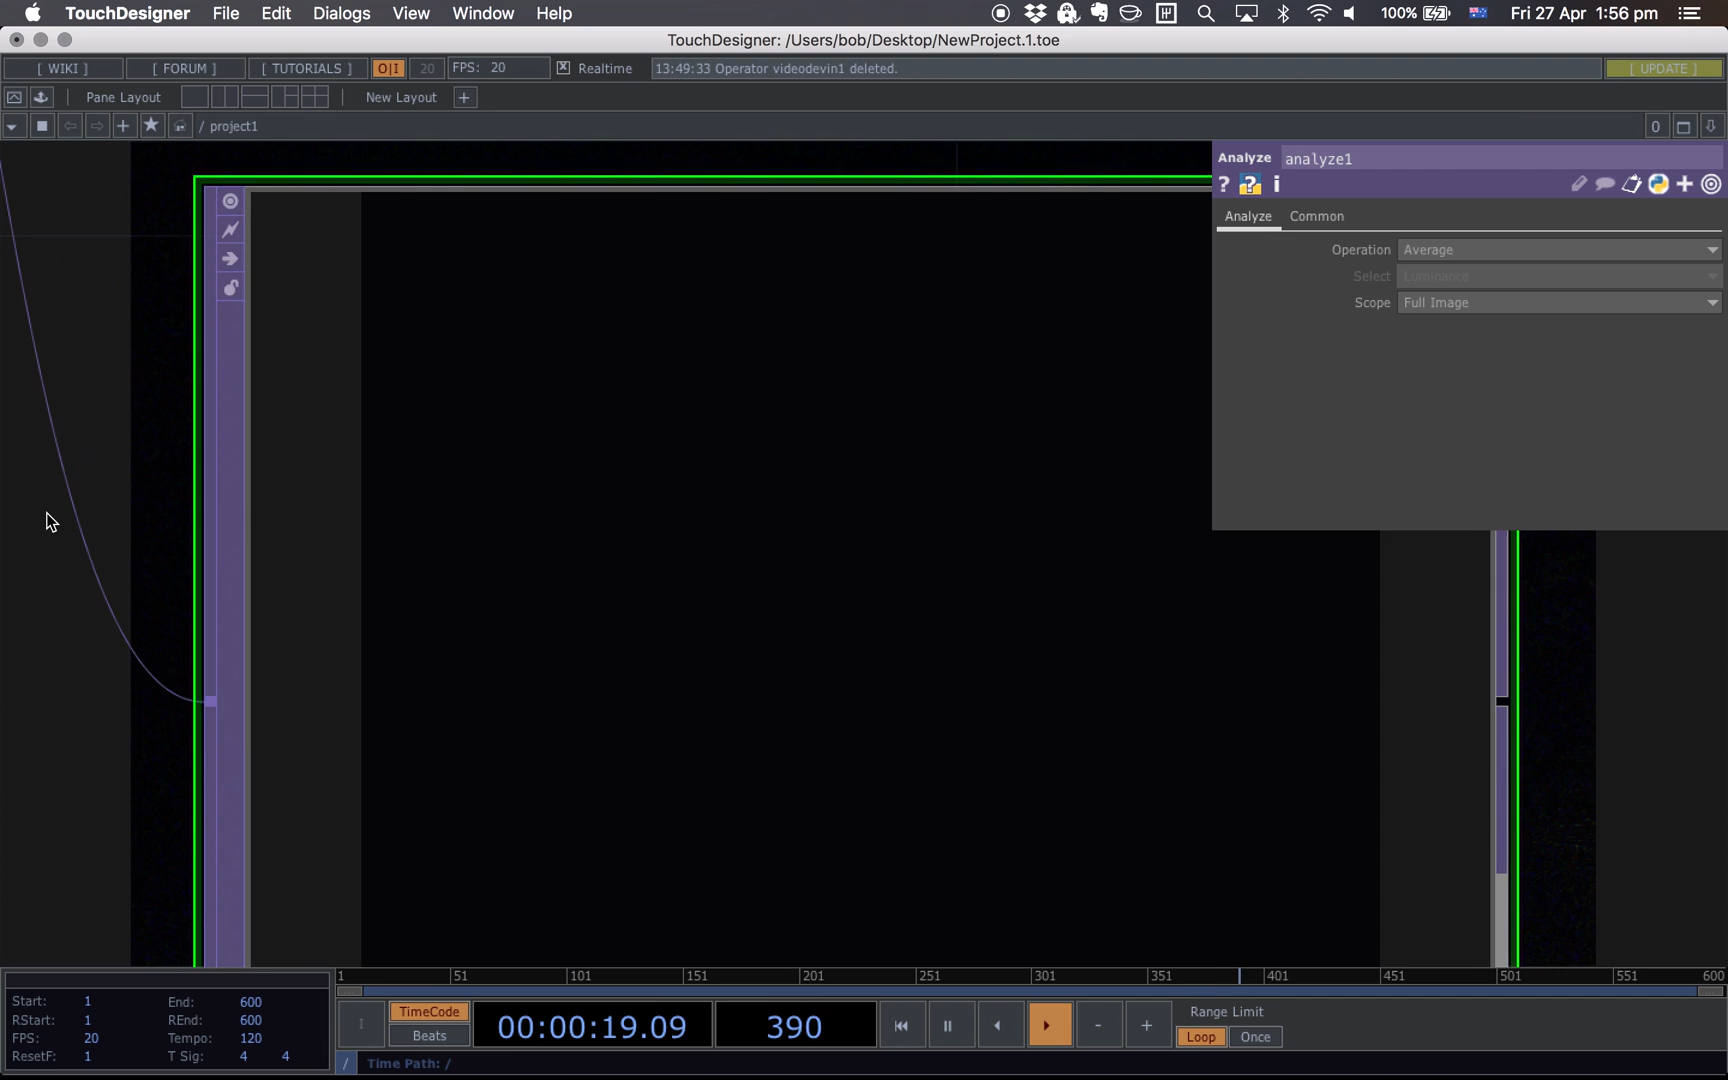 TouchDesigner File Edit Dialogs View Window Help 100% Fri 27 Apr 1:56 pm
TouchDesigner: /Users/bob/Desktop/NewProject.1.toe
[ WIKI ] [ FORUM ] [ TUTORIALS ] O|I 20 FPS: 20 Realtime 13:49:33 Operator videodevin1 deleted. [ UPDATE ]
Pane Layout New Layout +
/ project1 0
Analyze analyze1
? ? i
Analyze Common
Operation Average
Select Luminance
Scope Full Image
1 51 101 151 201 251 301 351 401 451 501 551 600
Start: 1 End: 600
RStart: 1 REnd: 600
FPS: 20 Tempo: 120
ResetF: 1 T Sig: 4 4
TimeCode
Beats
00:00:19.09 390
- +
Range Limit
Loop Once
/ Time Path: /